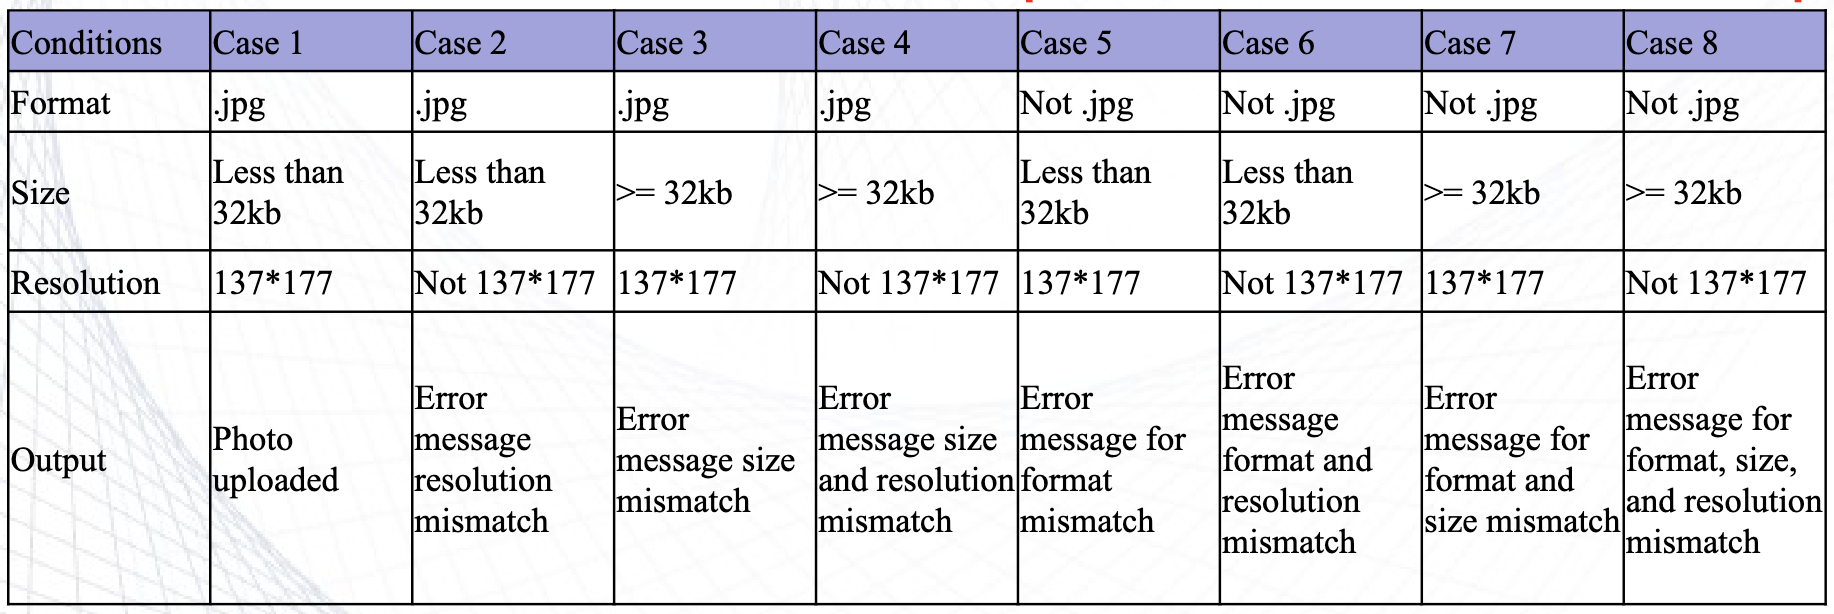 Conditions Case 1 Case 2 Case 3 Case 4 Case 5 Case 6 Case 7 Case 8
Format .jpg .jpg .jpg .jpg Not .jpg Not .jpg Not .jpg Not .jpg
Size
Less than
32kb
Less than
32kb
>= 32kb
>= 32kb
Less than
32kb
Less than
32kb
>= 32kb
>= 32kb
Resolution 137*177 Not 137*177 137*177 Not 137*177 137*177 Not 137*177 137*177 Not 137*177
Output
Photo
uploaded
Error
message
resolution
mismatch
Error
message size
mismatch
Error
message size
and resolution
mismatch
Error
message for
format
mismatch
Error
message
format and
resolution
mismatch
Error
message for
format and
size mismatch
Error
message for
format, size,
and resolution
mismatch